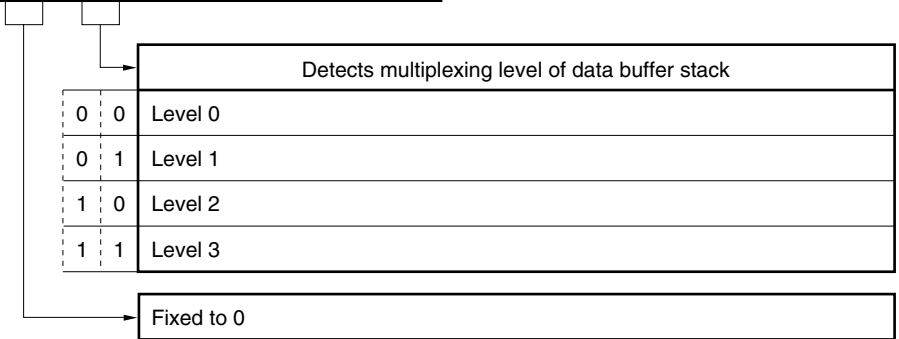 Detects multiplexing level of data buffer stack
0 0 Level 0
0 1 Level 1
1 0 Level 2
1 1 Level 3
Fixed to 0